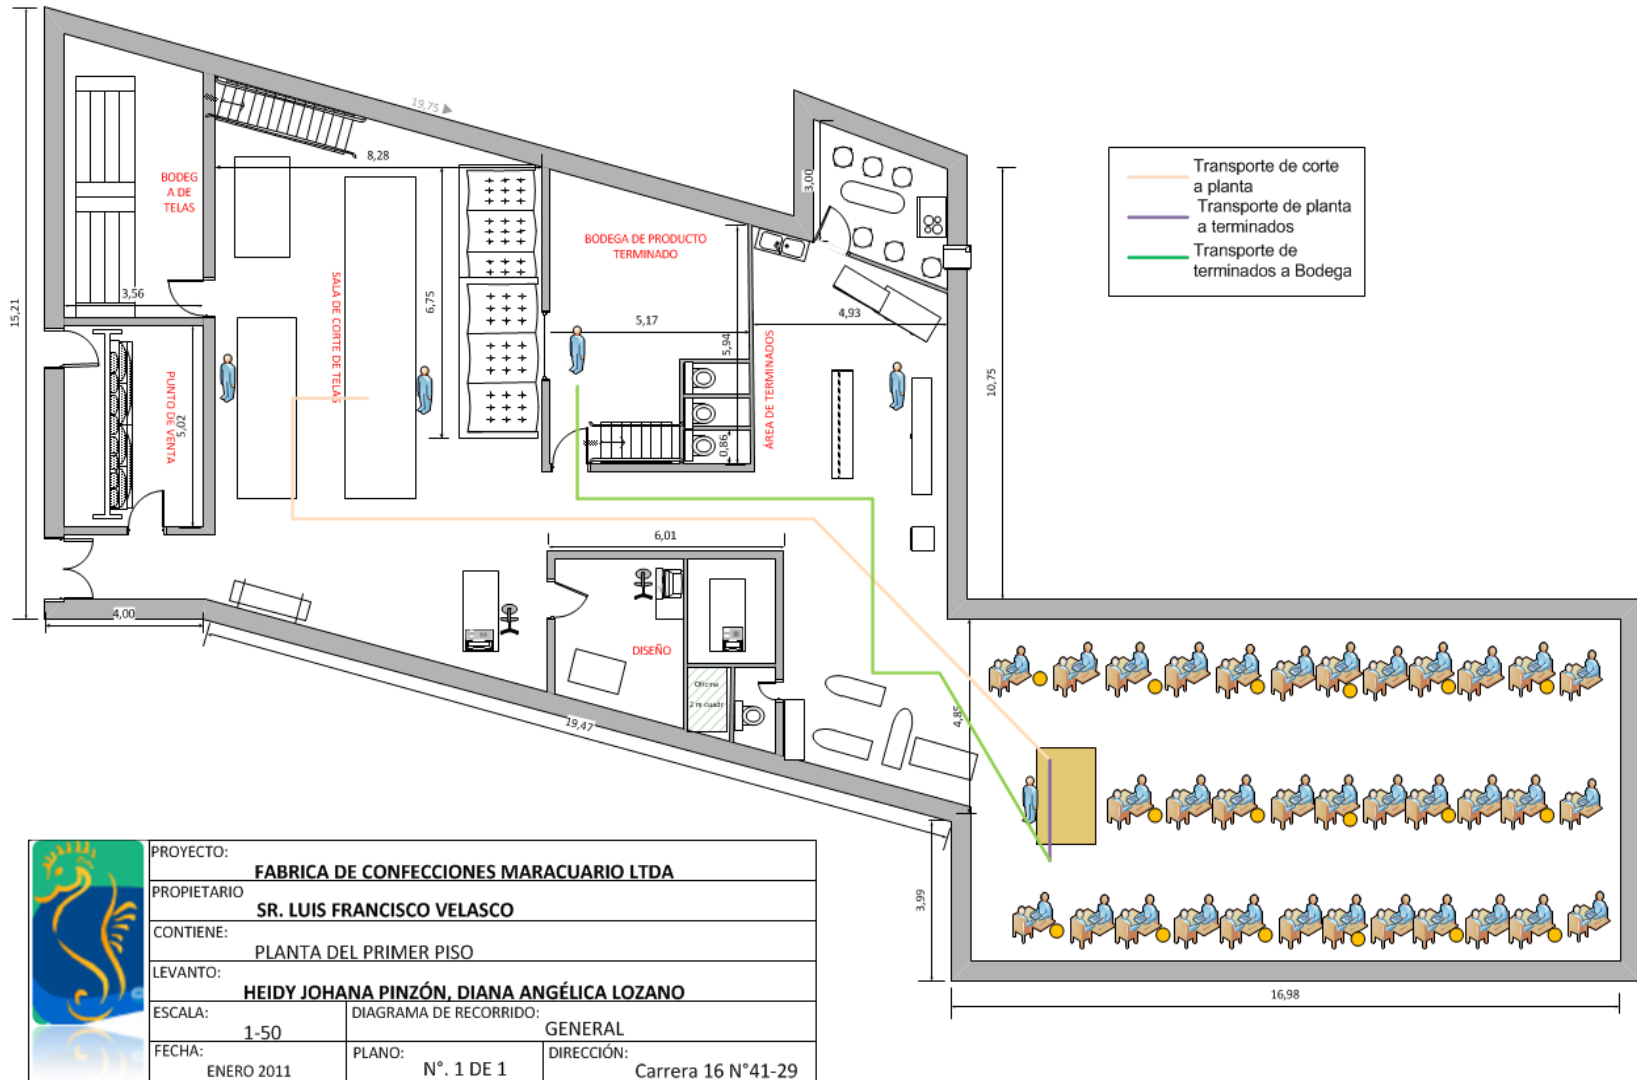 19,75
8,28
3,00
BODEG
A DE
TELAS
BODEGA DE PRODUCTO
TERMINADO
Transporte de corte
a planta
Transporte de planta
a terminados
Transporte de
terminados a Bodega
15,21
3,56
SALA DE CORTE DE TELAS
6,75
5,17
4,93
5,94
10,75
PUNTO DE VENTA
5,02
ÁREA DE TERMINADOS
0,86
6,01
4,00
DISEÑO
Oficina
2 m cuadr
19,47
4,85
3,99
16,98
PROYECTO:
FABRICA DE CONFECCIONES MARACUARIO LTDA
PROPIETARIO
SR. LUIS FRANCISCO VELASCO
CONTIENE:
PLANTA DEL PRIMER PISO
LEVANTO:
HEIDY JOHANA PINZÓN, DIANA ANGÉLICA LOZANO
ESCALA:
1-50
DIAGRAMA DE RECORRIDO:
GENERAL
FECHA:
ENERO 2011
PLANO:
N°. 1 DE 1
DIRECCIÓN:
Carrera 16 N°41-29